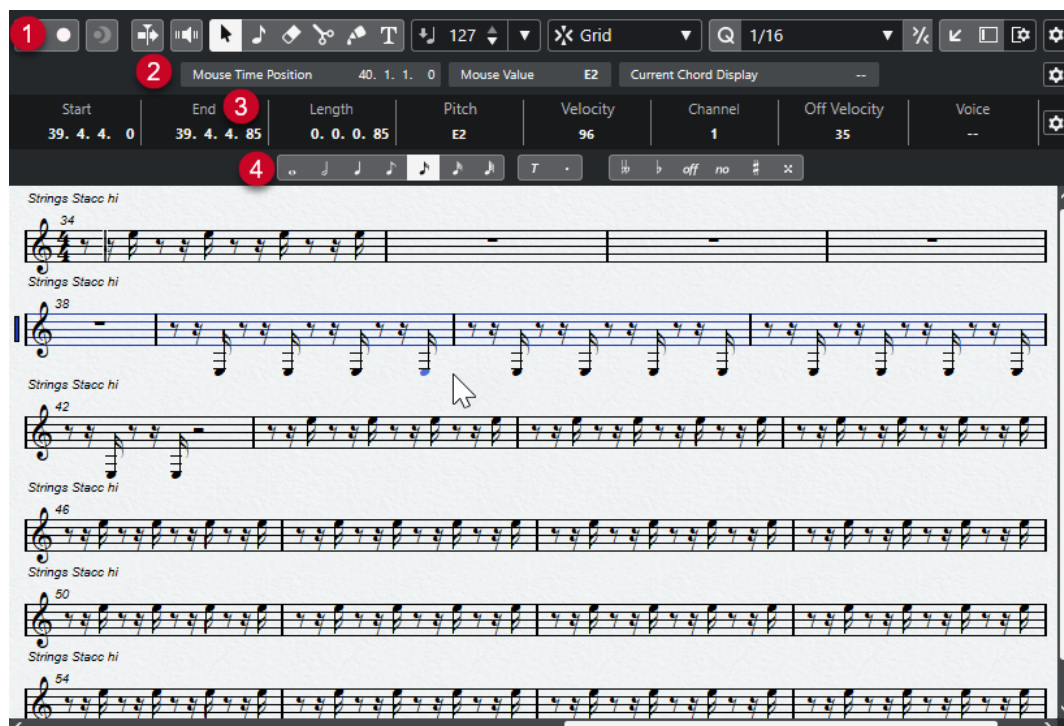 1 127 Grid Q 1/16
2 Mouse Time Position 40. 1. 1. 0 Mouse Value E2 Current Chord Display --
Start End 3 Length Pitch Velocity Channel Off Velocity Voice
39. 4. 4. 0 39. 4. 4. 85 0. 0. 0. 85 E2 96 1 35 --
4 T . off no
Strings Stacc hi
34
4
4
Strings Stacc hi
38
Strings Stacc hi
42
Strings Stacc hi
46
Strings Stacc hi
50
Strings Stacc hi
54